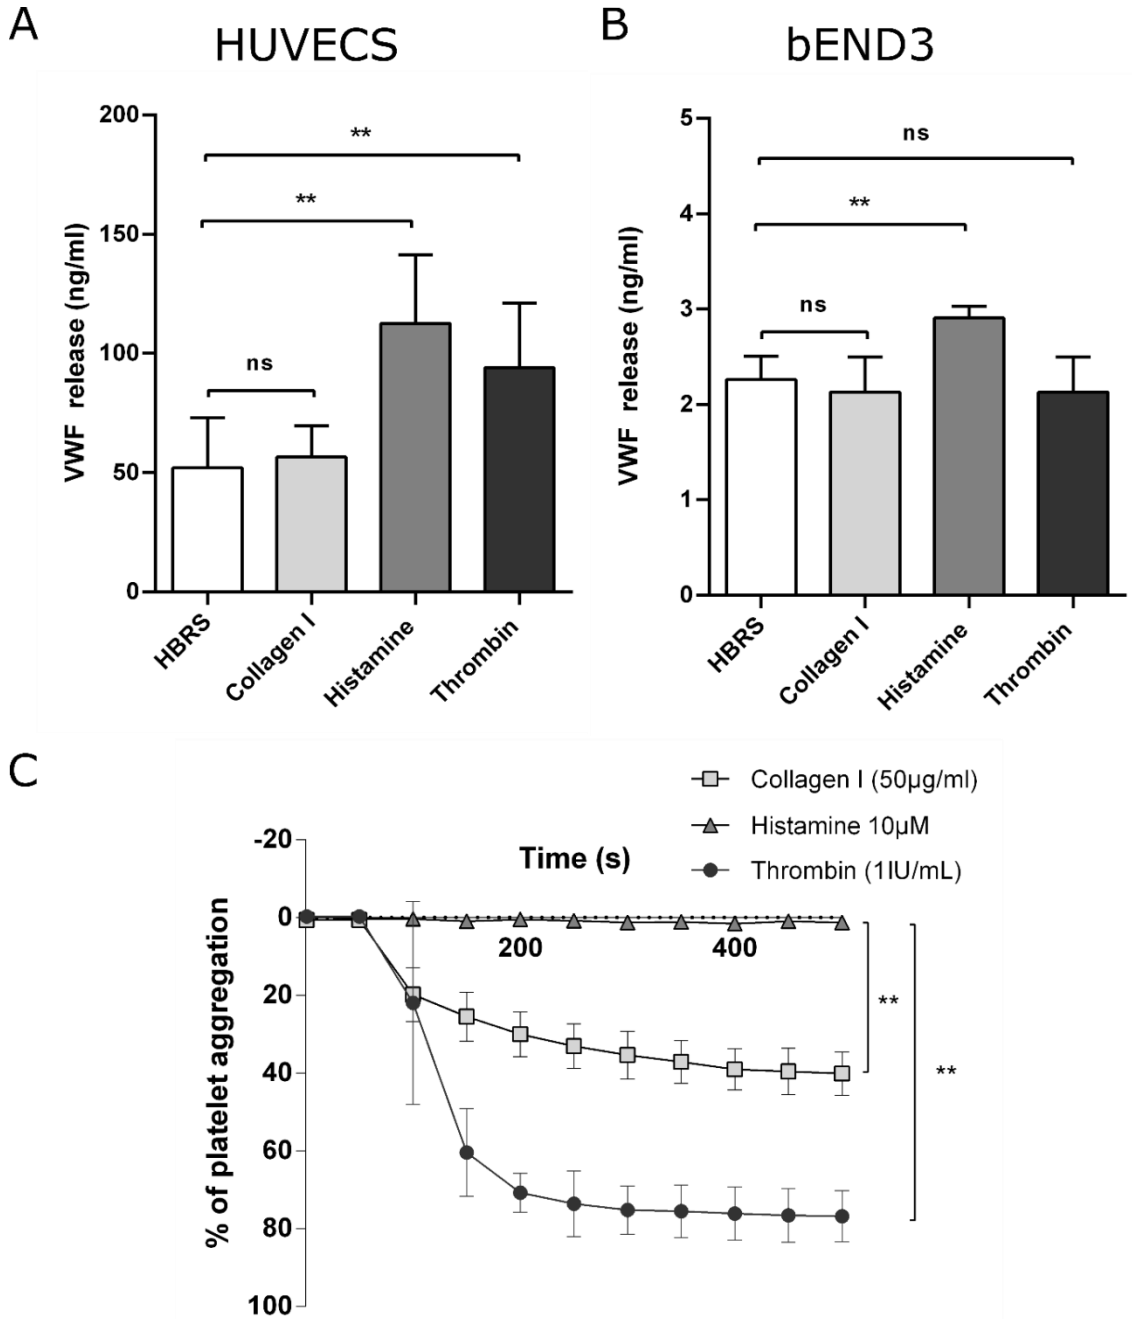 A
HUVECS
200
150
100
50
0
VWF release (ng/ml)
**
**
ns
HBRS
Collagen I
Histamine
Thrombin
B
bEND3
5
4
3
2
1
0
VWF release (ng/ml)
ns
**
ns
HBRS
Collagen I
Histamine
Thrombin
C
Collagen I (50µg/ml)
Histamine 10µM
Thrombin (1IU/mL)
Time (s)
-20
0
20
40
60
80
100
% of platelet aggregation
200
400
**
**